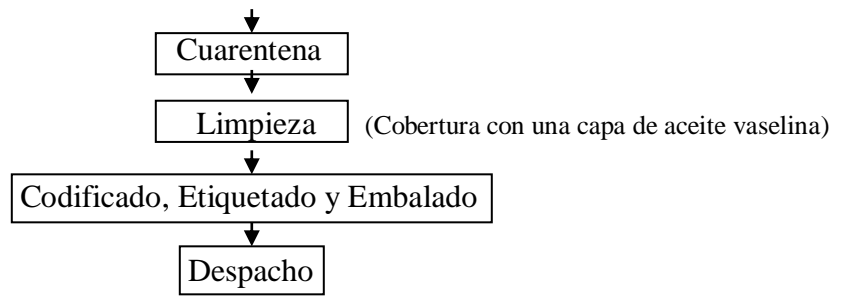 Cuarentena
Limpieza (Cobertura con una capa de aceite vaselina)
Codificado, Etiquetado y Embalado
Despacho